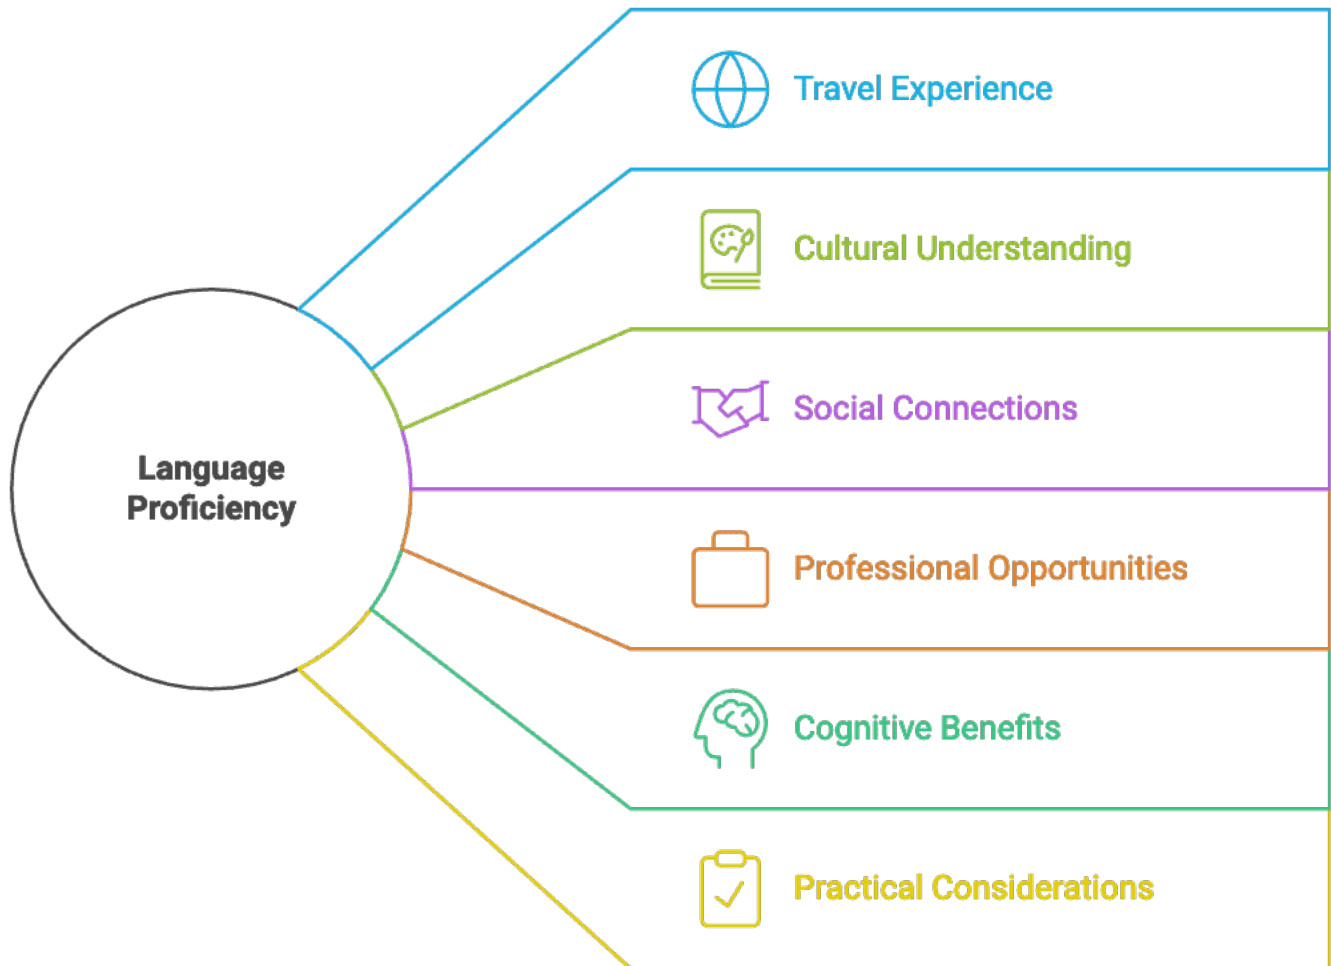 Travel Experience
Cultural Understanding
Social Connections
Language
Proficiency
Professional Opportunities
Cognitive Benefits
Practical Considerations